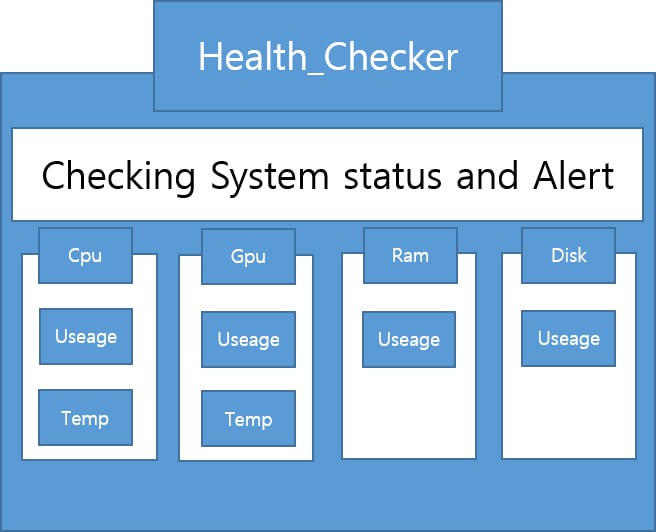 Health_Checker
Checking System status and Alert
Cpu
Useage
Temp
Gpu
Useage
Temp
Ram
Useage
Disk
Useage